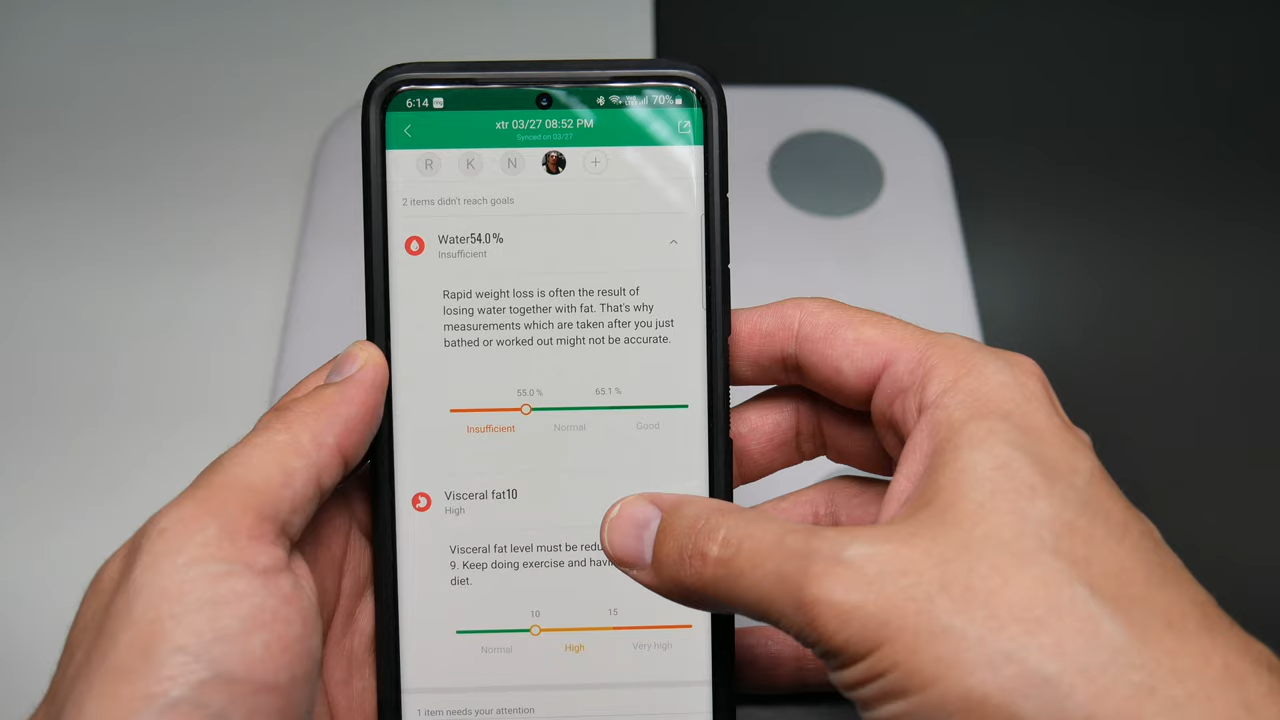 6:14 70%
xtr 03/27 08:52 PM
Synced on 03/27
R K N +
2 items didn't reach goals
Water54.0%
Insufficient
Rapid weight loss is often the result of
losing water together with fat. That's why
measurements which are taken after you just
bathed or worked out might not be accurate.
55.0 % 65.1 %
Insufficient Normal Good
Visceral fat10
High
Visceral fat level must be
9. Keep doing exercise and
diet.
10 15
Normal High Very high
1 item needs your attention